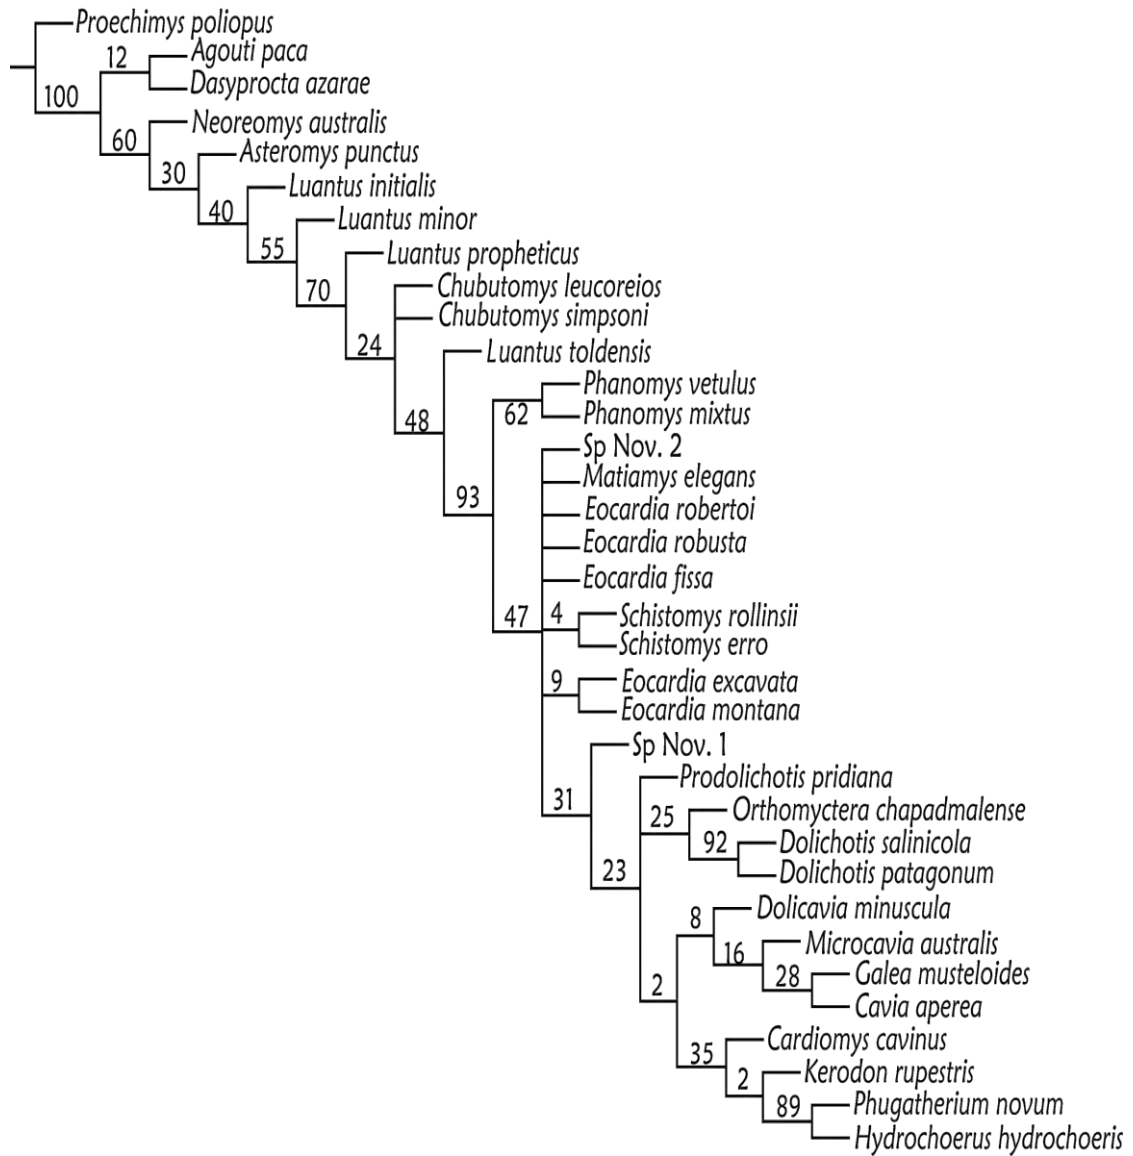 Proechimys poliopus
12 Agouti paca
Dasyprocta azarae
100
Neoreomys australis
60
Asteromys punctus
30
Luantus initialis
40
Luantus minor
55
Luantus propheticus
70
Chubutomys leucoreios
Chubutomys simpsoni
24
Luantus toldensis
Phanomys vetulus
62
Phanomys mixtus
48
Sp Nov. 2
Matiamys elegans
93
Eocardia robertoi
Eocardia robusta
Eocardia fissa
47
4
Schistomys rollinsii
Schistomys erro
9
Eocardia excavata
Eocardia montana
Sp Nov. 1
Prodolichotis pridiana
31
25
Orthomyctera chapadmalense
92
Dolichotis salinicola
Dolichotis patagonum
23
Dolicavia minuscula
8
Microcavia australis
16
28
Galea musteloides
Cavia aperea
2
Cardiomys cavinus
35
Kerodon rupestris
2
Phugatherium novum
89
Hydrochoerus hydrochoeris